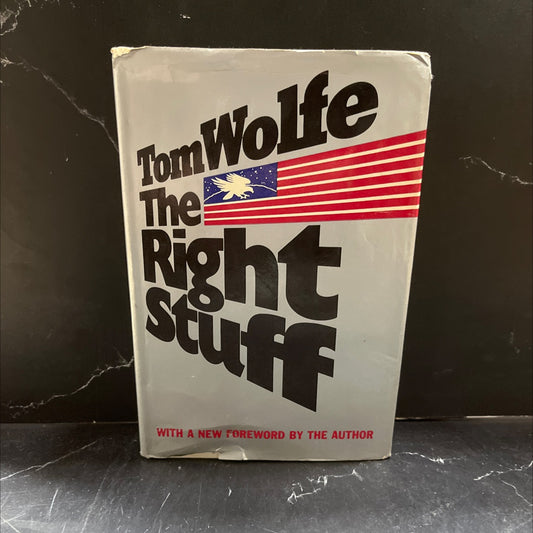 Tom Wolfe
The
Right
Stuff
WITH A NEW FOREWORD BY THE AUTHOR